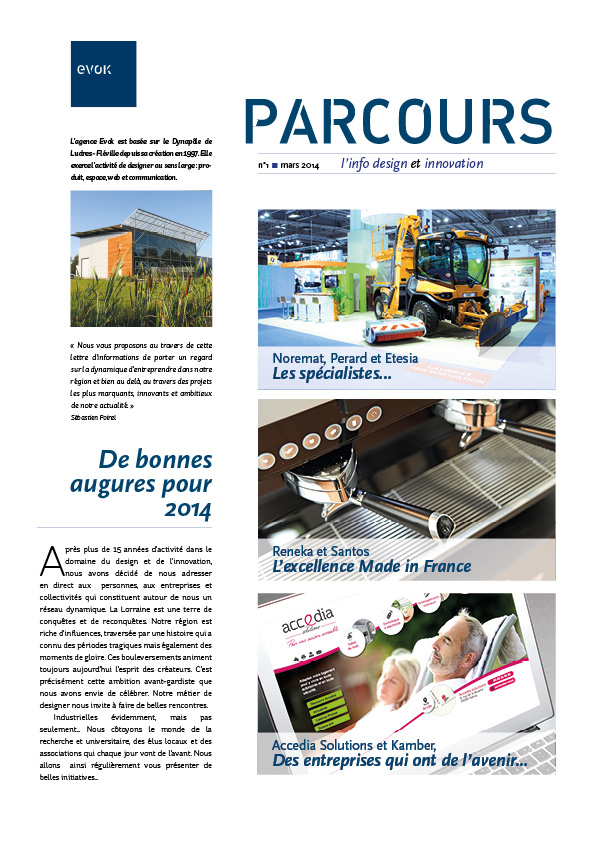 evok
PARCOURS
n°1 ■ mars 2014 l'info design et innovation
L'agence Evok est basée sur le Dynapôle de
Ludres - Fléville depuis sa création en 1997. Elle
exerce l'activité de designer au sens large : pro-
duit, espace, web et communication.
« Nous vous proposons au travers de cette
lettre d'informations de porter un regard
sur la dynamique d'entreprendre dans notre
région et bien au delà, au travers des projets
les plus marquants, innovants et ambitieux
de notre actualité. »
Sébastien Poirel
De bonnes
augures pour
2014
Après plus de 15 années d'activité dans le
domaine du design et de l'innovation,
nous avons décidé de nous adresser
en direct aux personnes, aux entreprises et
collectivités qui constituent autour de nous un
réseau dynamique. La Lorraine est une terre de
conquêtes et de reconquêtes. Notre région est
riche d'influences, traversée par une histoire qui a
connu des périodes tragiques mais également des
moments de gloire. Ces bouleversements animent
toujours aujourd'hui l'esprit des créateurs. C'est
précisément cette ambition avant-gardiste que
nous avons envie de célébrer. Notre métier de
designer nous invite à faire de belles rencontres.
Industrielles évidemment, mais pas
seulement... Nous côtoyons le monde de la
recherche et universitaire, des élus locaux et des
associations qui chaque jour vont de l'avant. Nous
allons ainsi régulièrement vous présenter de
belles initiatives...
Noremat, Perard et Etesia
Les spécialistes...
Reneka et Santos
L'excellence Made in France
accedia
solutions
Accedia Solutions et Kamber,
Des entreprises qui ont de l'avenir...